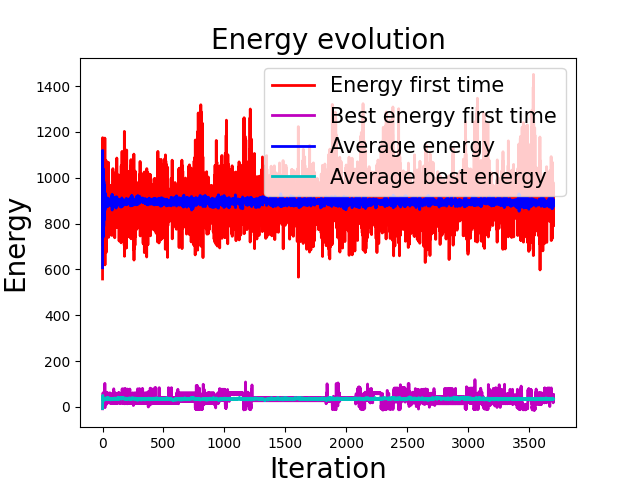 Energy evolution
Energy first time
Best energy first time
Average energy
Average best energy
Energy
1400
1200
1000
800
600
400
200
0
0 500 1000 1500 2000 2500 3000 3500
Iteration